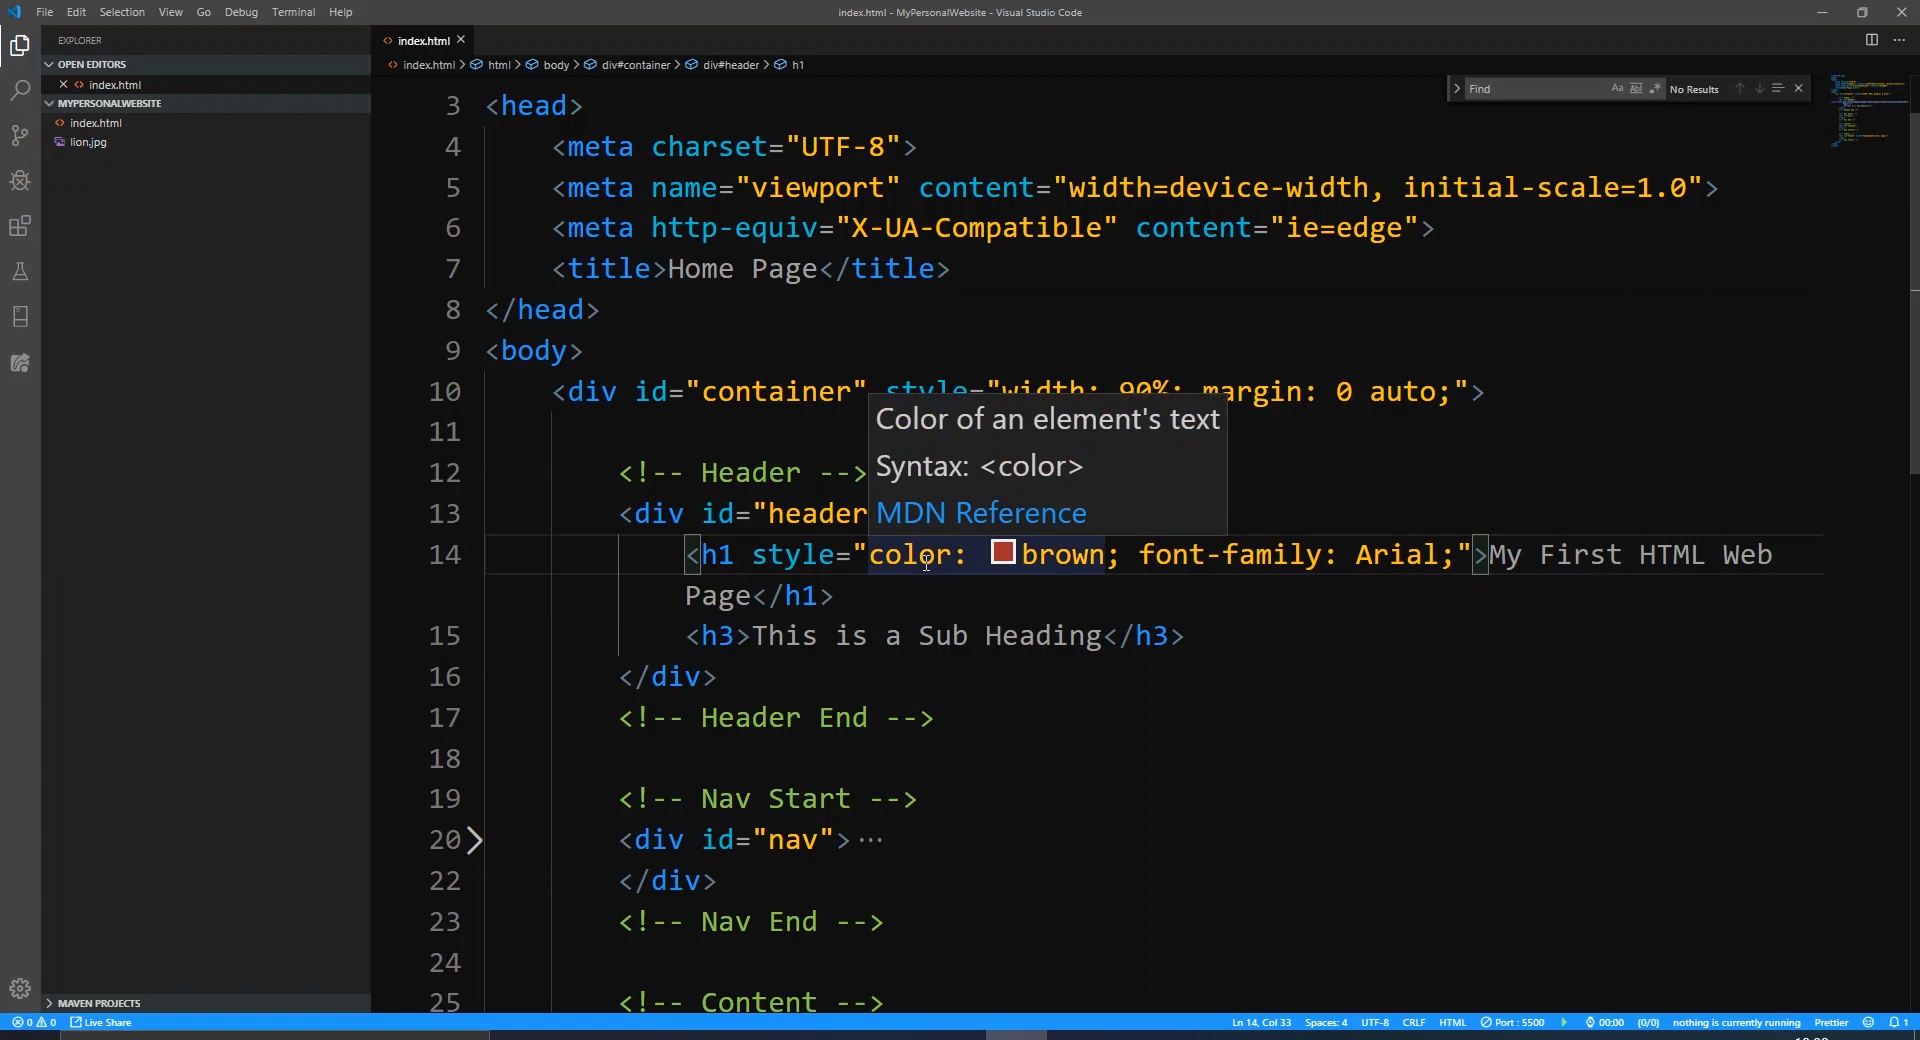 File Edit Selection View Go Debug Terminal Help
index.html - MyPersonalWebsite - Visual Studio Code
EXPLORER
OPEN EDITORS
index.html
MYPERSONALWEBSITE
index.html
lion.jpg
MAVEN PROJECTS
index.html
index.html > html > body > div#container > div#header > h1
Find
Aa Abl .* No Results
3 <head>
4 <meta charset="UTF-8">
5 <meta name="viewport" content="width=device-width, initial-scale=1.0">
6 <meta http-equiv="X-UA-Compatible" content="ie=edge">
7 <title>Home Page</title>
8 </head>
9 <body>
10 <div id="container" style="width: 90%; margin: 0 auto;">
11
12 <!-- Header -->
13 <div id="header
Color of an element's text
Syntax: <color>
MDN Reference
14 <h1 style="color: brown; font-family: Arial;">My First HTML Web
Page</h1>
15 <h3>This is a Sub Heading</h3>
16 </div>
17 <!-- Header End -->
18
19 <!-- Nav Start -->
20 <div id="nav">···
22 </div>
23 <!-- Nav End -->
24
25 <!-- Content -->
0 0 Live Share
Ln 14, Col 33 Spaces: 4 UTF-8 CRLF HTML Port : 5500 00:00 (0/0) nothing is currently running Prettier 1